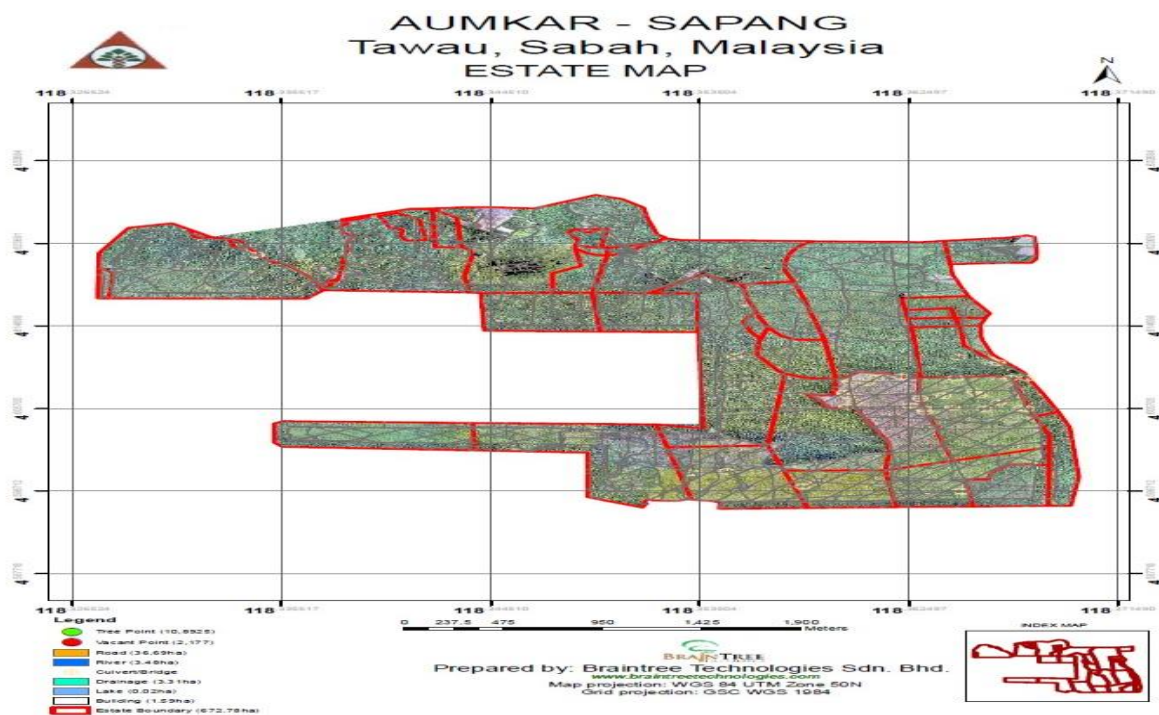 AUMKAR - SAPANG
Tawau, Sabah, Malaysia
ESTATE MAP
N
118 118 118 118 118 118
118 118 118 118 118 118
Legend
Tree Point (10,8925)
Vacant Point (2,177)
Road (36.69ha)
River (3.48ha)
Culvert/Bridge
Drainage (3.31ha)
Lake (0.02ha)
Building (1.59ha)
Estate Boundary (672.78ha)
0 237.5 475 950 1,425 1,900
Meters
BRAINTREE
Prepared by: Braintree Technologies Sdn. Bhd.
www.braintreetechnologies.com
Map projection: WGS 84 UTM Zone 50N
Grid projection: GSC WGS 1984
INDEX MAP